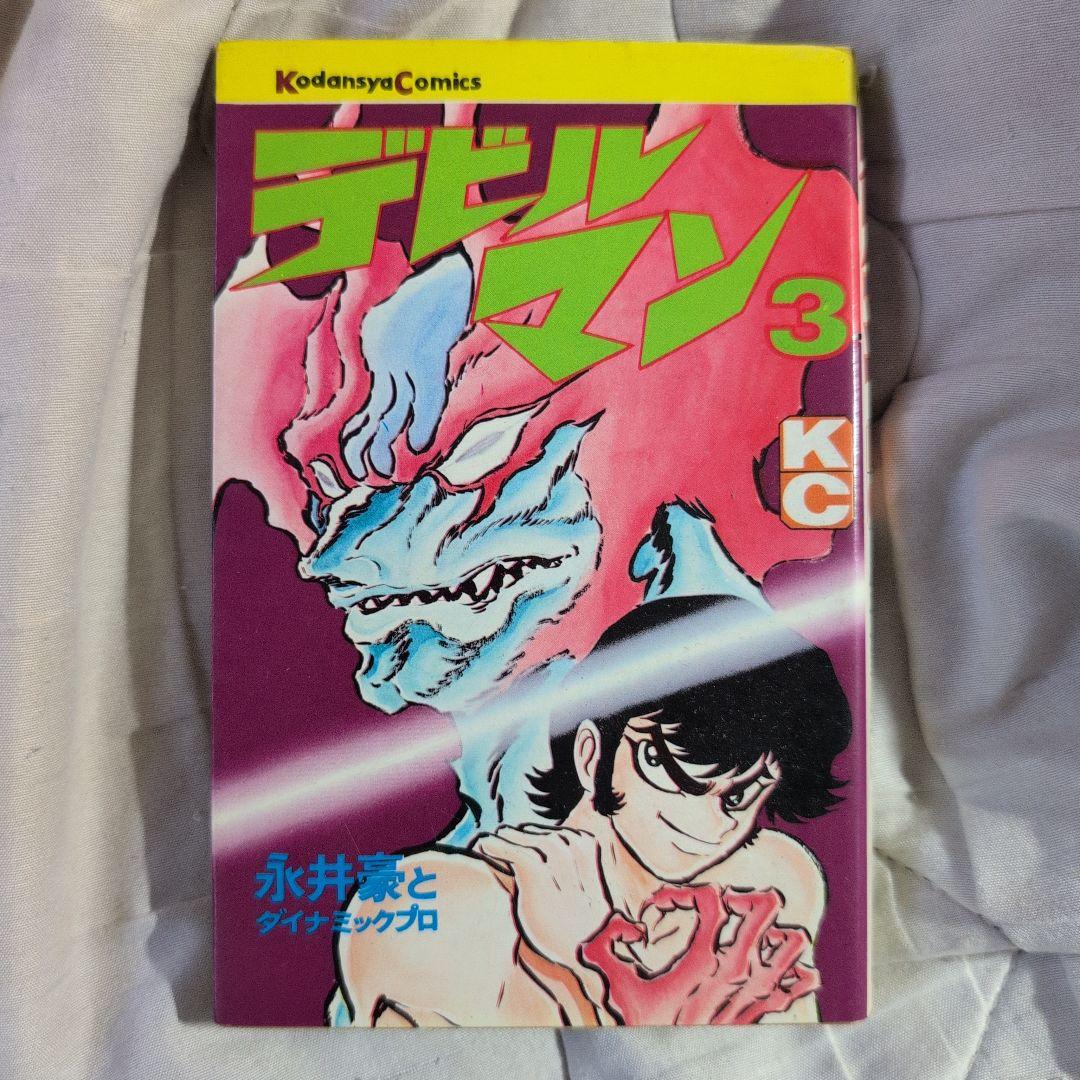 KodansyaComics
デビル
マン3
KC
永井豪と
ダイナミックプロ